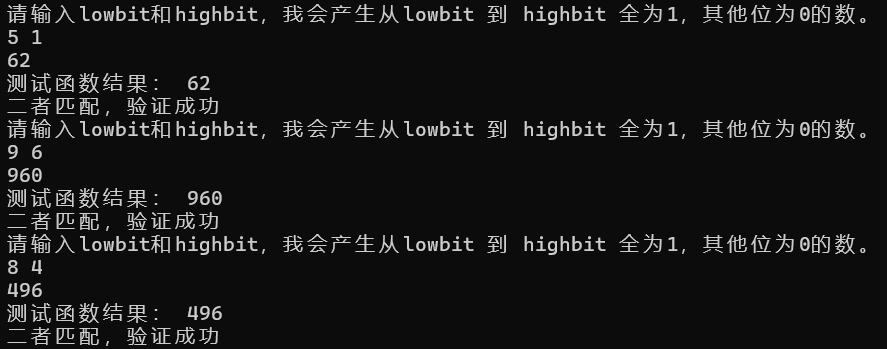 请输入lowbit和highbit，我会产生从lowbit 到 highbit 全为1，其他位为0的数。
5 1
62
测试函数结果： 62
二者匹配，验证成功
请输入lowbit和highbit，我会产生从lowbit 到 highbit 全为1，其他位为0的数。
9 6
960
测试函数结果： 960
二者匹配，验证成功
请输入lowbit和highbit，我会产生从lowbit 到 highbit 全为1，其他位为0的数。
8 4
496
测试函数结果： 496
二者匹配，验证成功